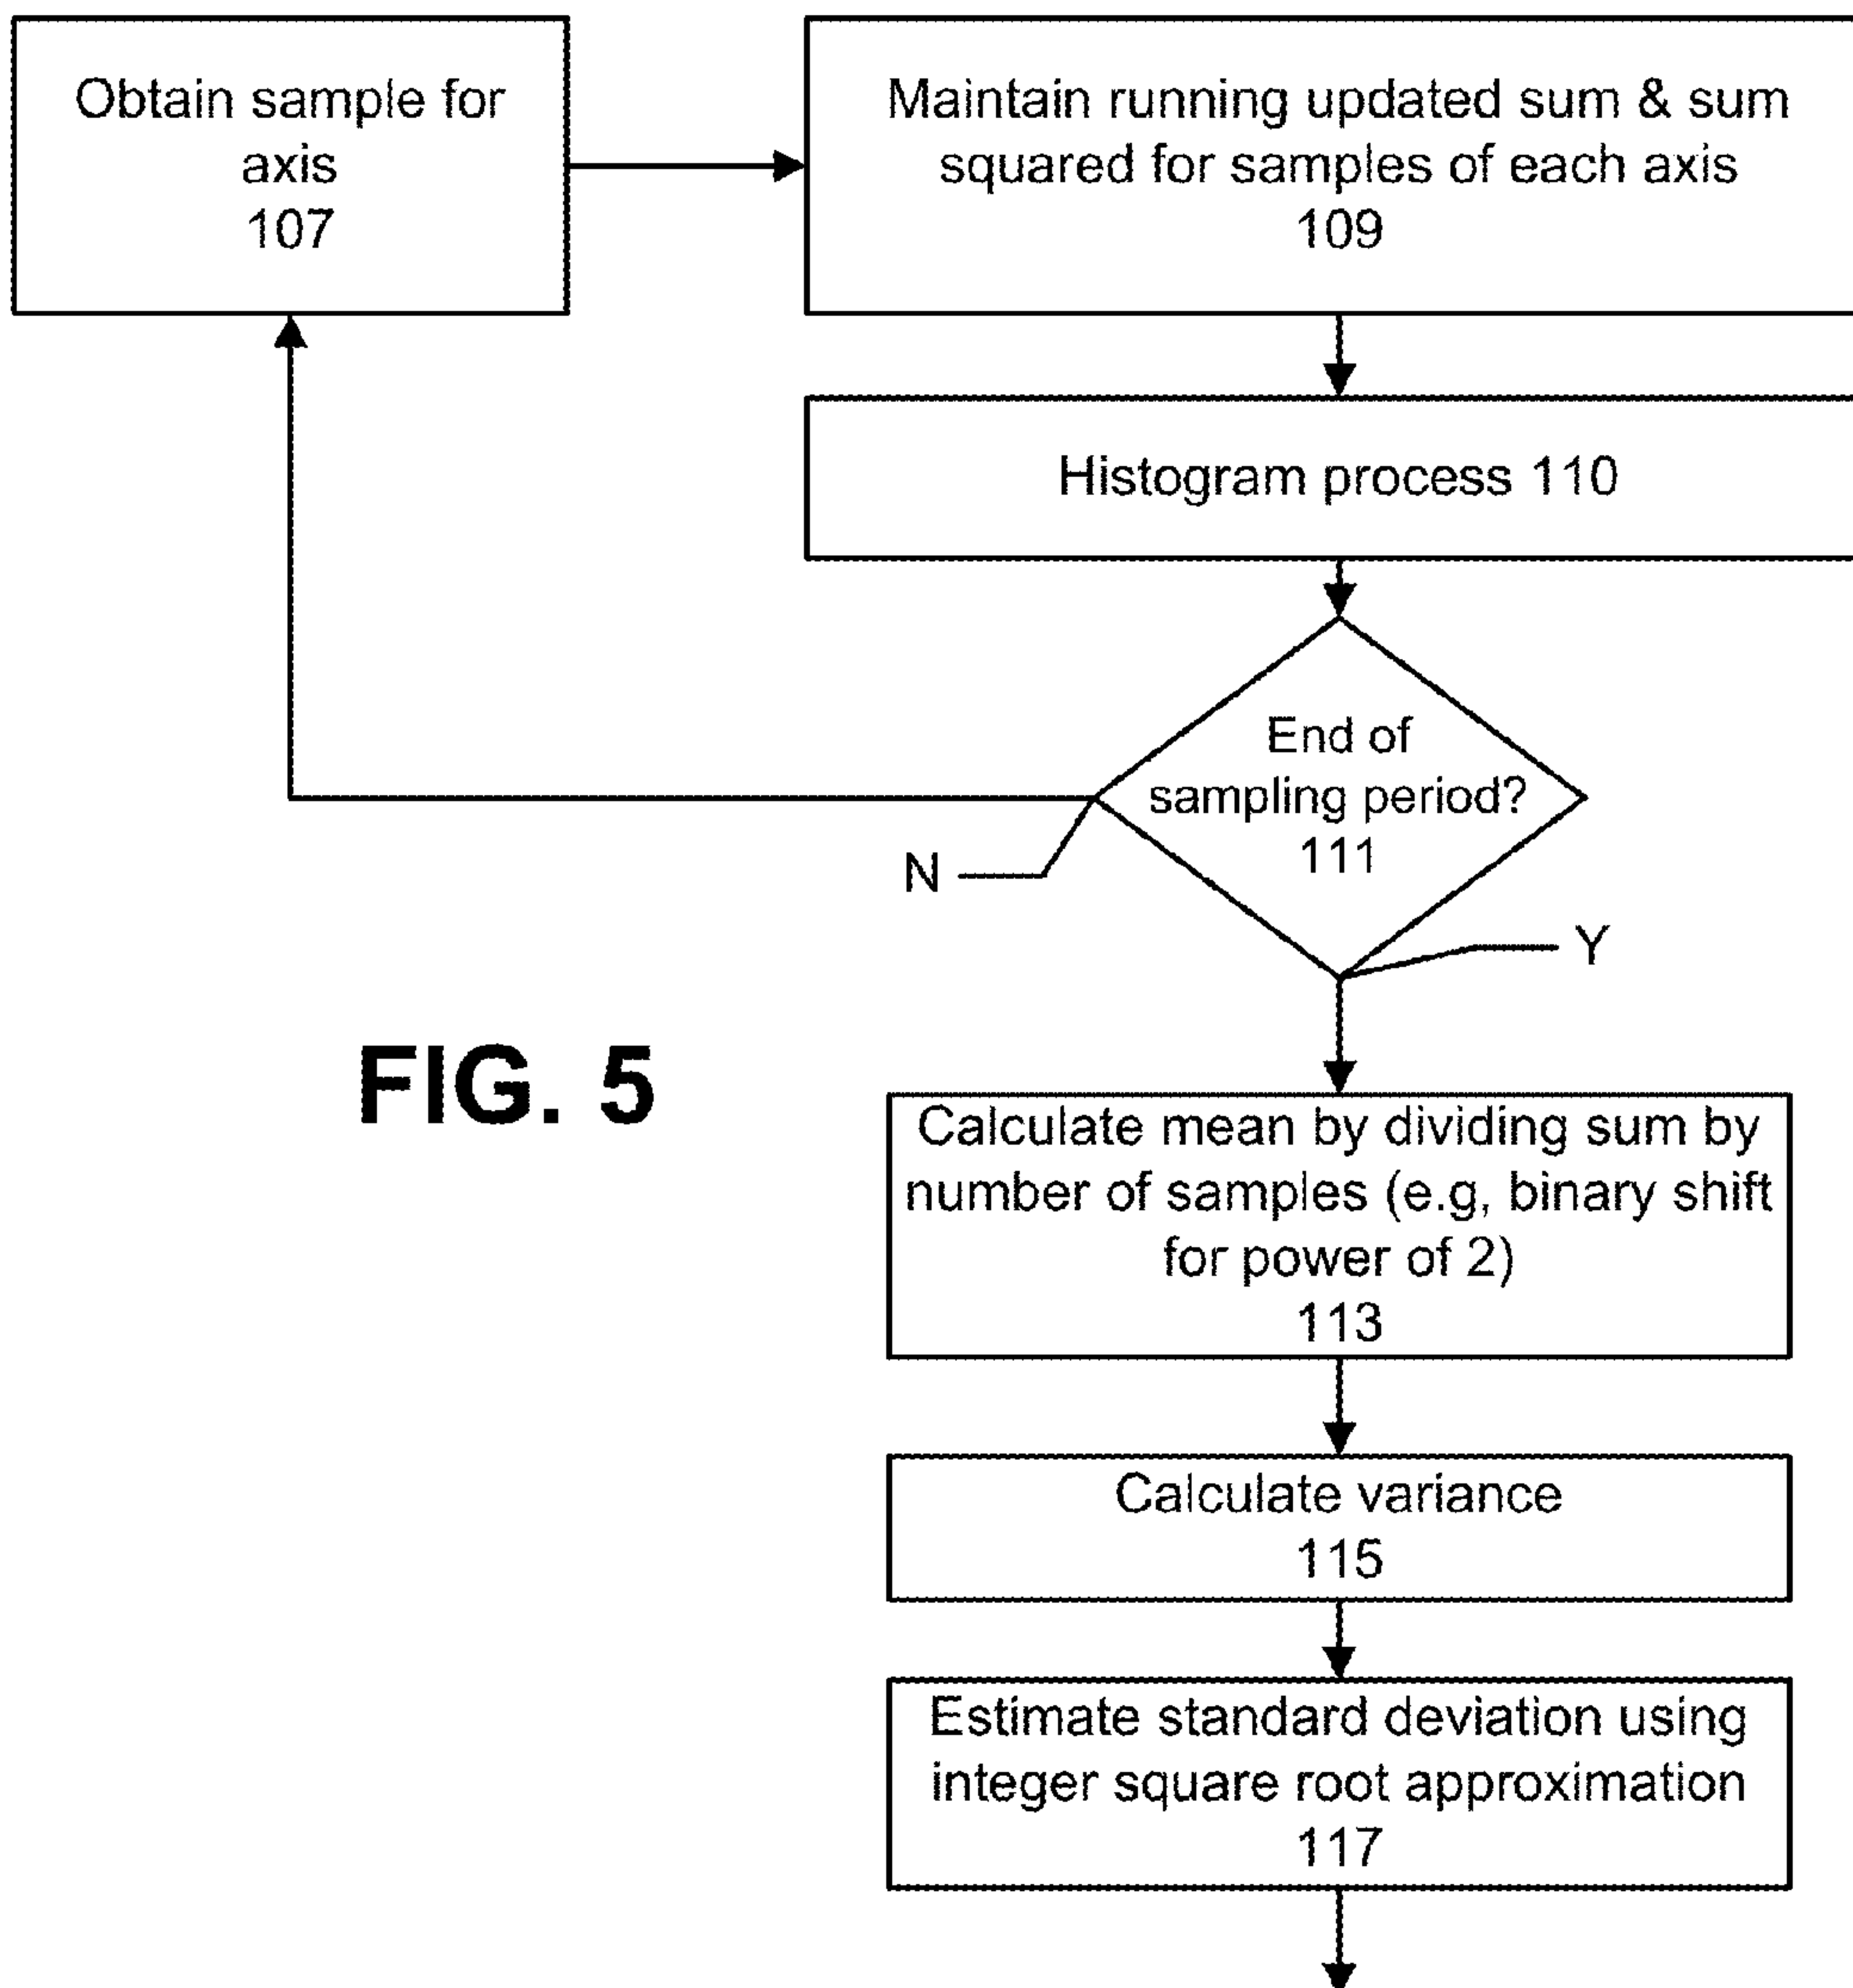 Obtain sample for
axis
107
Maintain running updated sum & sum
squared for samples of each axis
109
Histogram process 110
End of
sampling period?
111
N
Y
FIG. 5
Calculate mean by dividing sum by
number of samples (e.g, binary shift
for power of 2)
113
Calculate variance
115
Estimate standard deviation using
integer square root approximation
117